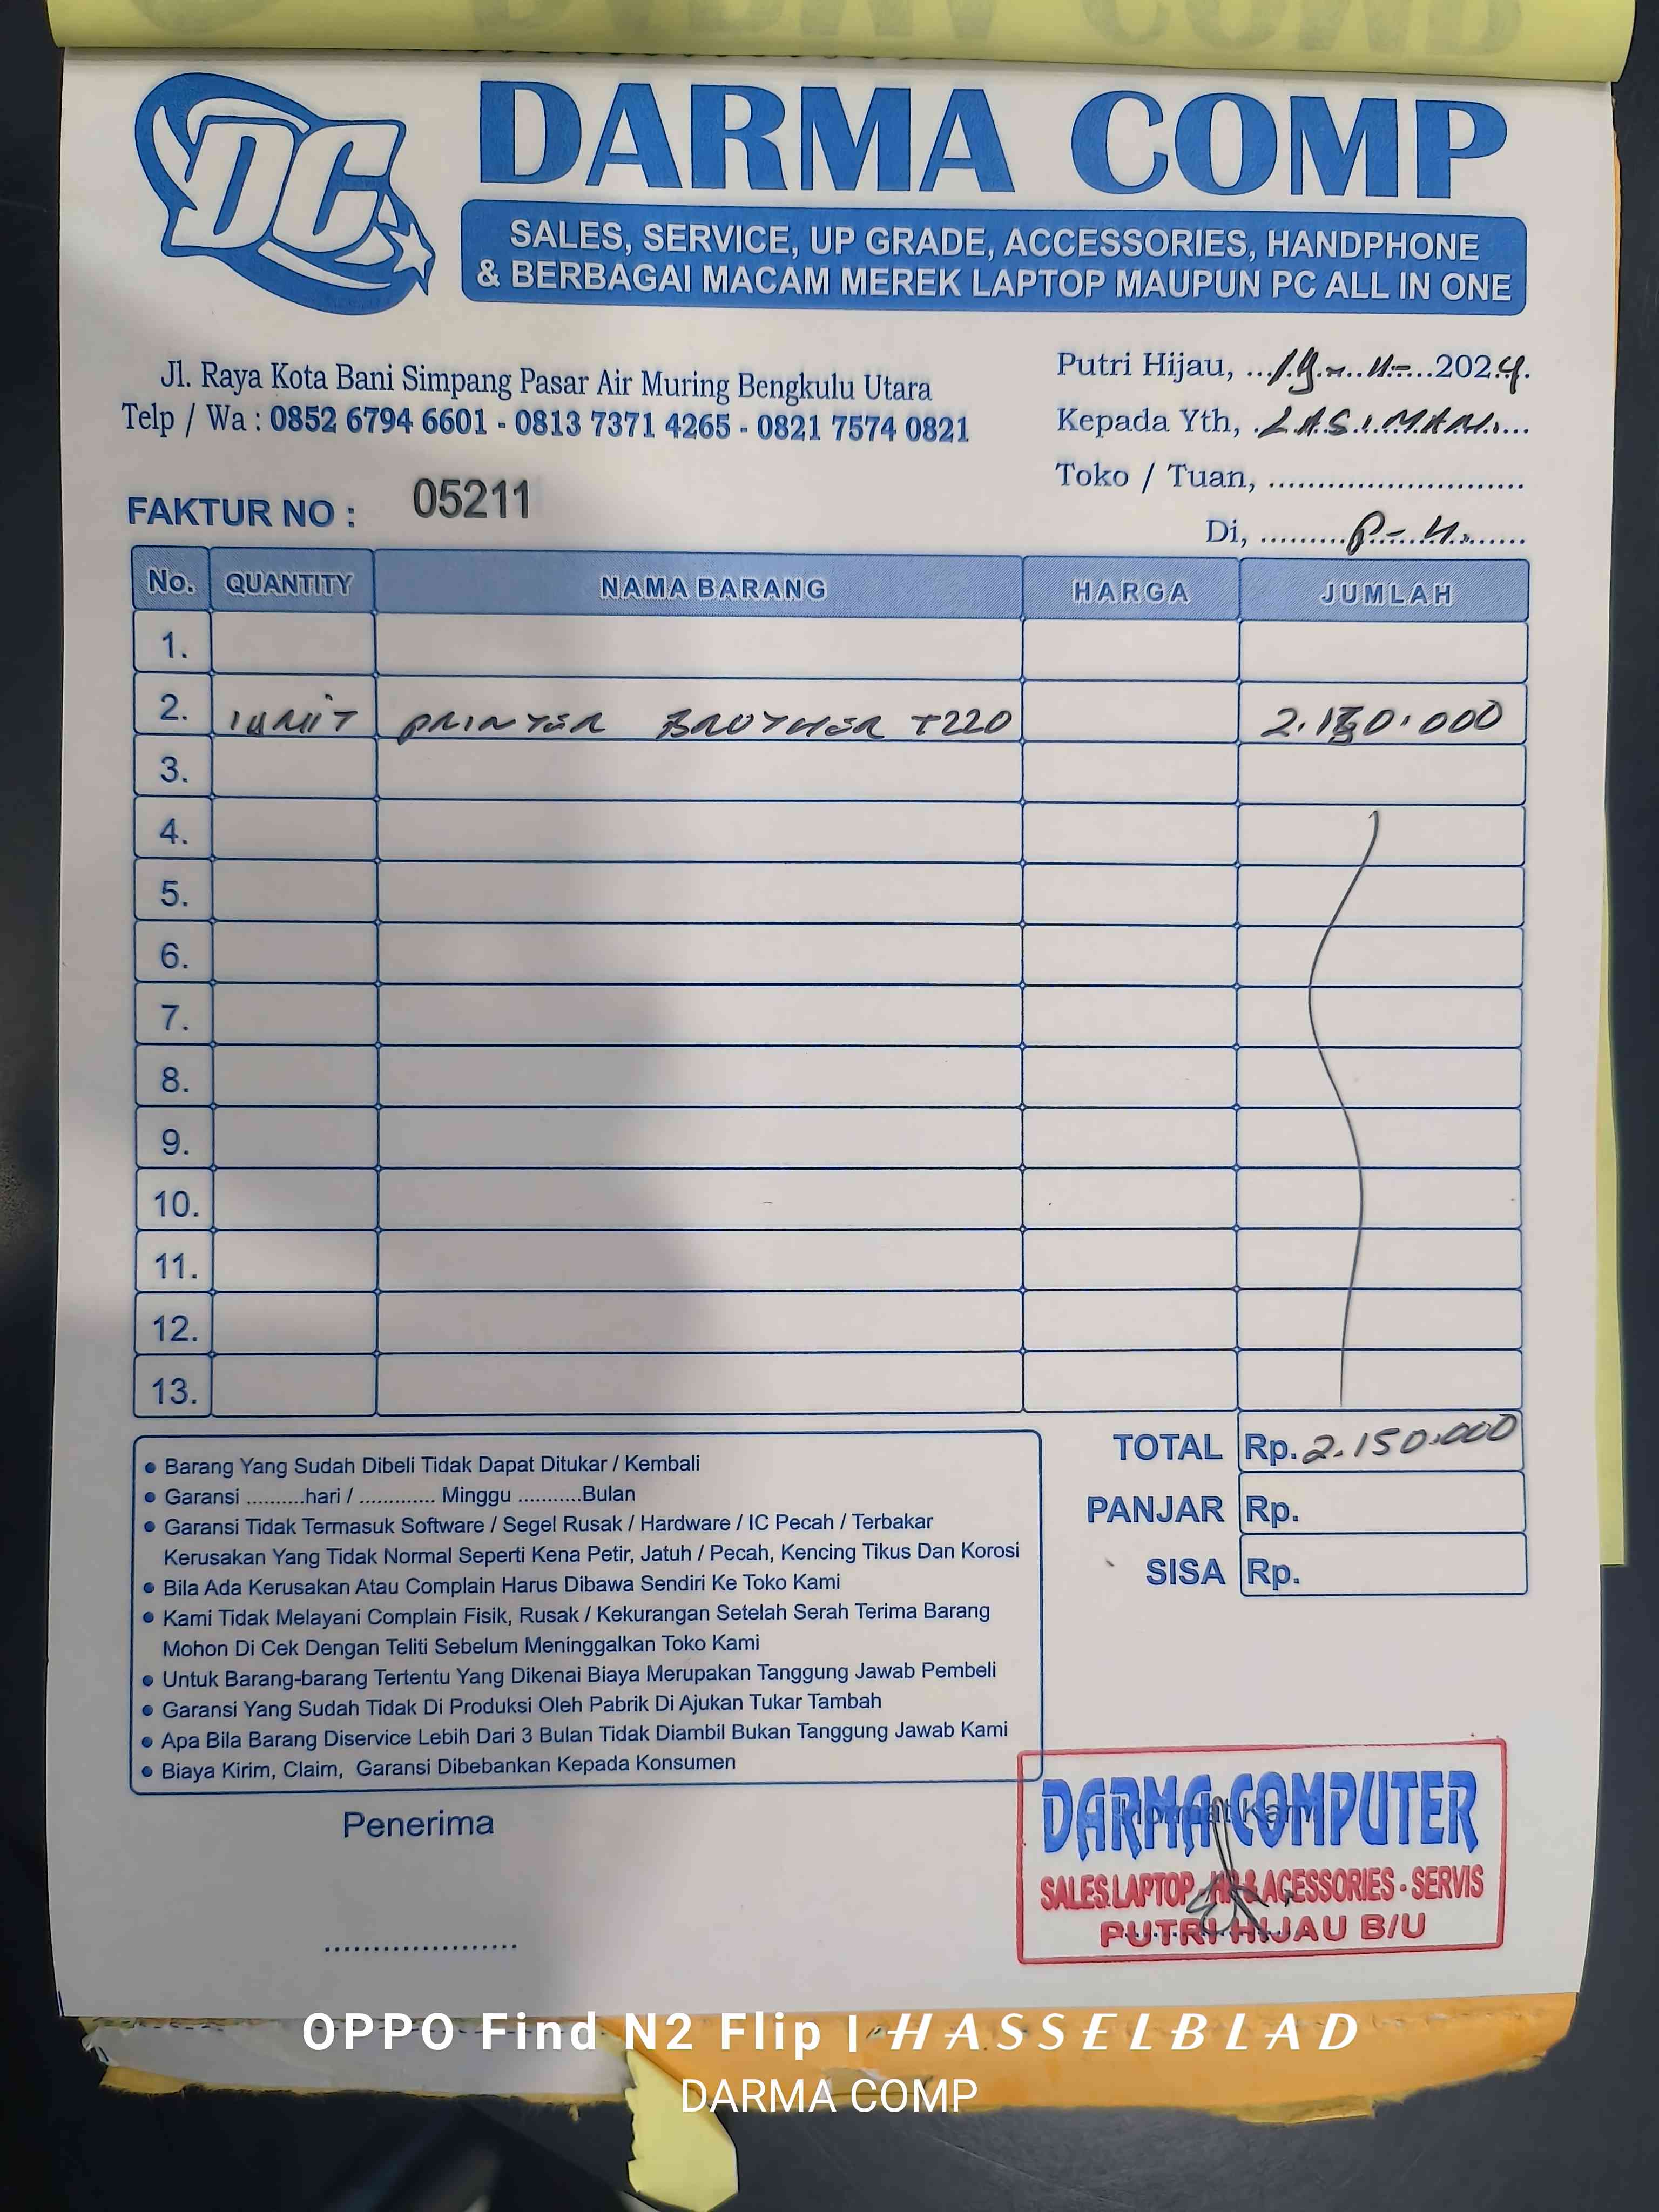 DC
DARMA COMP
SALES, SERVICE, UP GRADE, ACCESSORIES, HANDPHONE
& BERBAGAI MACAM MEREK LAPTOP MAUPUN PC ALL IN ONE
Jl. Raya Kota Bani Simpang Pasar Air Muring Bengkulu Utara
Telp / Wa : 0852 6794 6601 - 0813 7371 4265 - 0821 7574 0821
Putri Hijau, ...19-11-2024.
Kepada Yth, .LASIMAN...
Toko / Tuan, ..........................
Di, .........P-H.......
FAKTUR NO : 05211
No. QUANTITY NAMA BARANG HARGA JUMLAH
1.
2. 1 UNIT PRINTER BROTHER T220 2.150.000
3.
4.
5.
6.
7.
8.
9.
10.
11.
12.
13.
TOTAL Rp. 2.150.000
PANJAR Rp.
SISA Rp.
• Barang Yang Sudah Dibeli Tidak Dapat Ditukar / Kembali
• Garansi ..........hari / ............. Minggu ...........Bulan
• Garansi Tidak Termasuk Software / Segel Rusak / Hardware / IC Pecah / Terbakar
Kerusakan Yang Tidak Normal Seperti Kena Petir, Jatuh / Pecah, Kencing Tikus Dan Korosi
• Bila Ada Kerusakan Atau Complain Harus Dibawa Sendiri Ke Toko Kami
• Kami Tidak Melayani Complain Fisik, Rusak / Kekurangan Setelah Serah Terima Barang
Mohon Di Cek Dengan Teliti Sebelum Meninggalkan Toko Kami
• Untuk Barang-barang Tertentu Yang Dikenai Biaya Merupakan Tanggung Jawab Pembeli
• Garansi Yang Sudah Tidak Di Produksi Oleh Pabrik Di Ajukan Tukar Tambah
• Apa Bila Barang Diservice Lebih Dari 3 Bulan Tidak Diambil Bukan Tanggung Jawab Kami
• Biaya Kirim, Claim, Garansi Dibebankan Kepada Konsumen
Penerima
....................
Hormat Kami
DARMA COMPUTER
SALES LAPTOP - HP & ACESSORIES - SERVIS
PUTRI HIJAU B/U
OPPO Find N2 Flip | HASSELBLAD
DARMA COMP